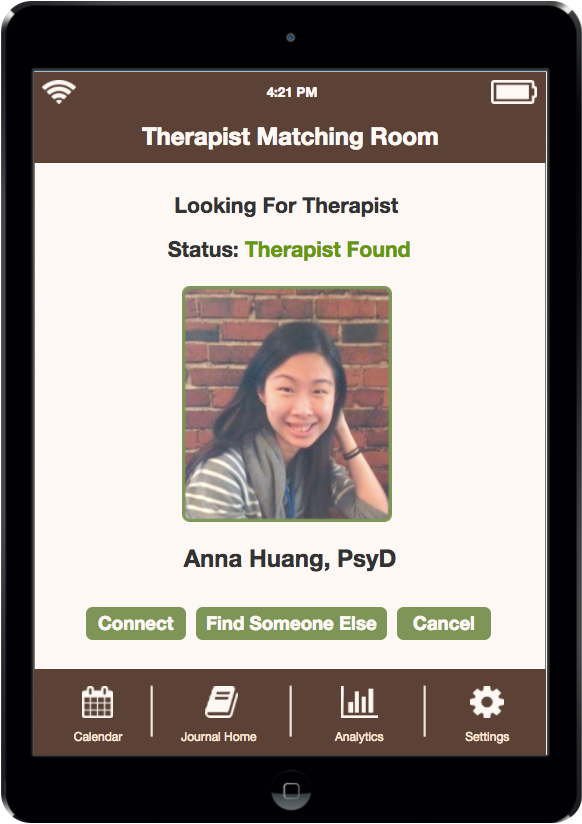 4:21 PM
Therapist Matching Room
Looking For Therapist
Status: Therapist Found
Anna Huang, PsyD
Connect Find Someone Else Cancel
Calendar Journal Home Analytics Settings